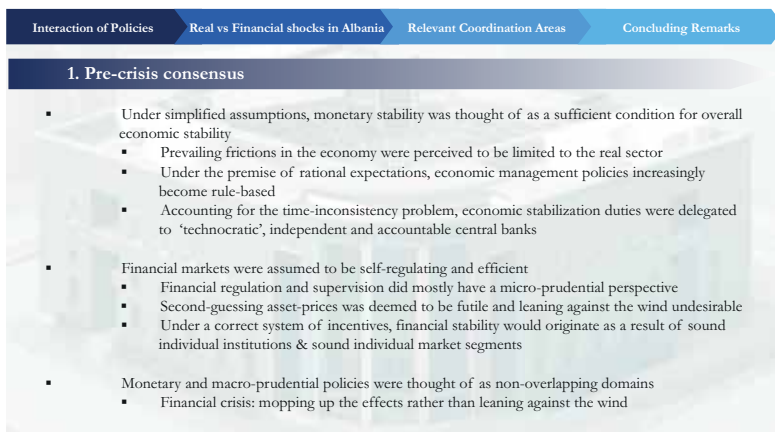 Interaction of Policies Real vs Financial shocks in Albania Relevant Coordination Areas Concluding Remarks
1. Pre-crisis consensus
▪ Under simplified assumptions, monetary stability was thought of as a sufficient condition for overall
economic stability
▪ Prevailing frictions in the economy were perceived to be limited to the real sector
▪ Under the premise of rational expectations, economic management policies increasingly
become rule-based
▪ Accounting for the time-inconsistency problem, economic stabilization duties were delegated
to ‘technocratic’, independent and accountable central banks
▪ Financial markets were assumed to be self-regulating and efficient
▪ Financial regulation and supervision did mostly have a micro-prudential perspective
▪ Second-guessing asset-prices was deemed to be futile and leaning against the wind undesirable
▪ Under a correct system of incentives, financial stability would originate as a result of sound
individual institutions & sound individual market segments
▪ Monetary and macro-prudential policies were thought of as non-overlapping domains
▪ Financial crisis: mopping up the effects rather than leaning against the wind